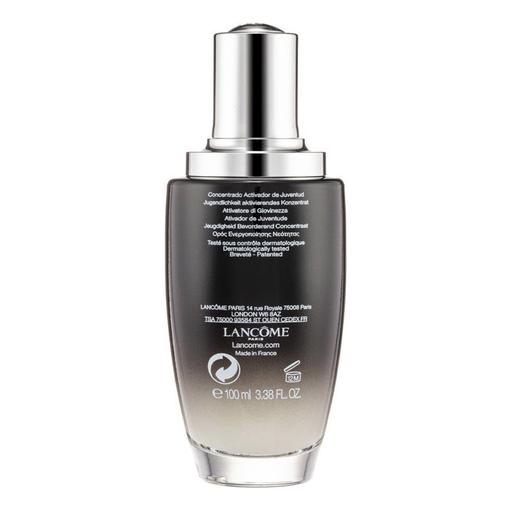 Concentrado Activador de Juventud
Jugendlichkeit aktivierendes Konzentrat
Attivatore di Giovinezza
Ativador de Juventude
Jeugdigheid Bevorderend Concentraat
Ορός Ενεργοποίησης Νεότητας
Testé sous contrôle dermatologique
Dermatologically tested
Breveté - Patented
LANCÔME PARIS 14 rue Royale 75008 Paris
LONDON W6 8AZ
TSA 75000 93584 ST OUEN CEDEX FR
LANCÔME
PARIS
Lancome.com
Made in France
12M
℮ 100 ml 3.38 FL. OZ.